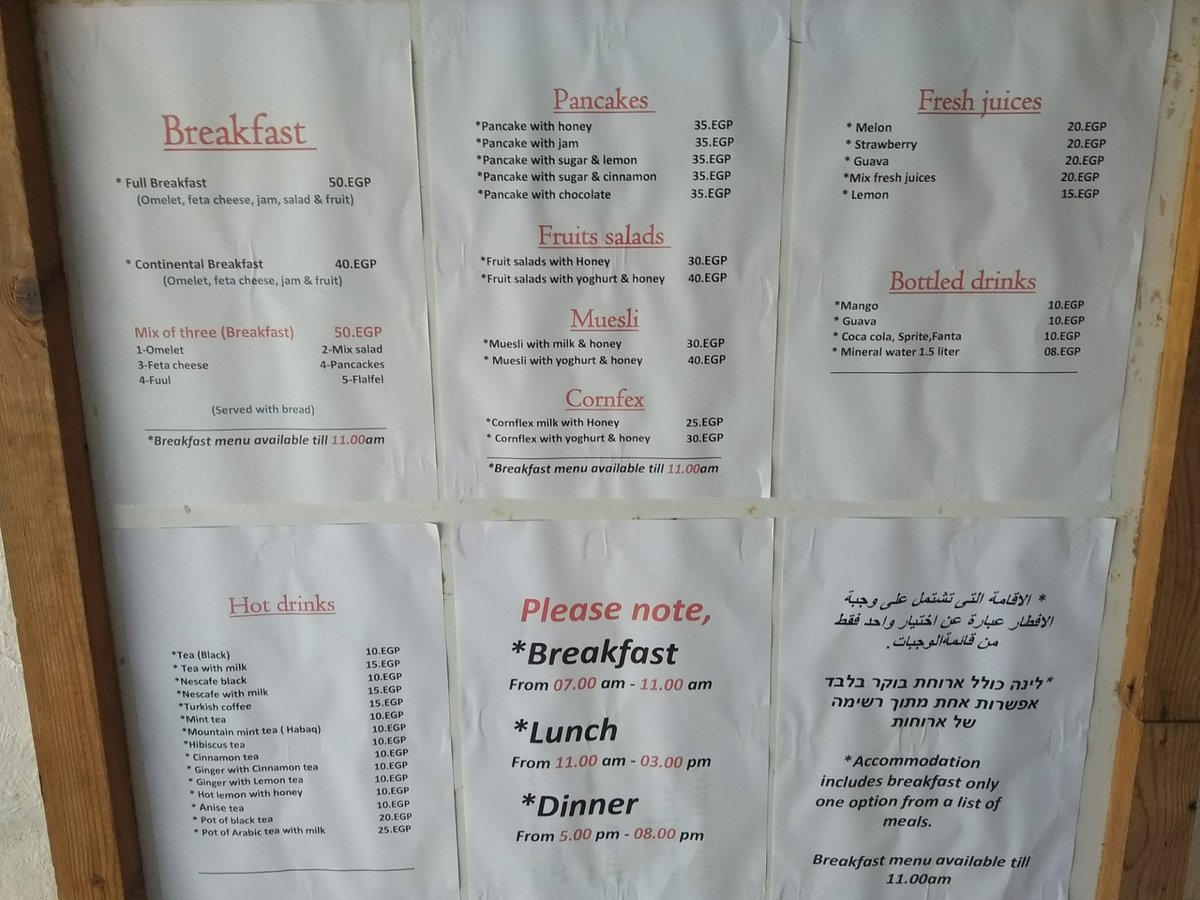 Breakfast
* Full Breakfast 50.EGP
(Omelet, feta cheese, jam, salad & fruit)
* Continental Breakfast 40.EGP
(Omelet, feta cheese, jam & fruit)
Mix of three (Breakfast) 50.EGP
1-Omelet 2-Mix salad
3-Feta cheese 4-Pancackes
4-Fuul 5-Flalfel
(Served with bread)
*Breakfast menu available till 11.00am
Pancakes
*Pancake with honey 35.EGP
*Pancake with jam 35.EGP
*Pancake with sugar & lemon 35.EGP
*Pancake with sugar & cinnamon 35.EGP
*Pancake with chocolate 35.EGP
Fruits salads
*Fruit salads with Honey 30.EGP
*Fruit salads with yoghurt & honey 40.EGP
Muesli
*Muesli with milk & honey 30.EGP
* Muesli with yoghurt & honey 40.EGP
Cornfex
*Cornflex milk with Honey 25.EGP
* Cornflex with yoghurt & honey 30.EGP
*Breakfast menu available till 11.00am
Fresh juices
* Melon 20.EGP
* Strawberry 20.EGP
* Guava 20.EGP
*Mix fresh juices 20.EGP
* Lemon 15.EGP
Bottled drinks
*Mango 10.EGP
* Guava 10.EGP
* Coca cola, Sprite,Fanta 10.EGP
* Mineral water 1.5 liter 08.EGP
Hot drinks
*Tea (Black) 10.EGP
* Tea with milk 15.EGP
*Nescafe black 10.EGP
*Nescafe with milk 15.EGP
*Turkish coffee 15.EGP
*Mint tea 10.EGP
*Mountain mint tea ( Habaq) 10.EGP
*Hibiscus tea 10.EGP
* Cinnamon tea 10.EGP
* Ginger with Cinnamon tea 10.EGP
* Ginger with Lemon tea 10.EGP
* Hot lemon with honey 10.EGP
* Anise tea 10.EGP
* Pot of black tea 20.EGP
* Pot of Arabic tea with milk 25.EGP
Please note,
*Breakfast
From 07.00 am - 11.00 am
*Lunch
From 11.00 am - 03.00 pm
*Dinner
From 5.00 pm - 08.00 pm
* الاقامة التى تشتمل على وجبة
الافطار عبارة عن اختيار واحد فقط
من قائمةالوجبات.
*לינה כולל ארוחת בוקר בלבד
אפשרות אחת מתוך רשימה
של ארוחות
*Accommodation
includes breakfast only
one option from a list of
meals.
Breakfast menu available till
11.00am